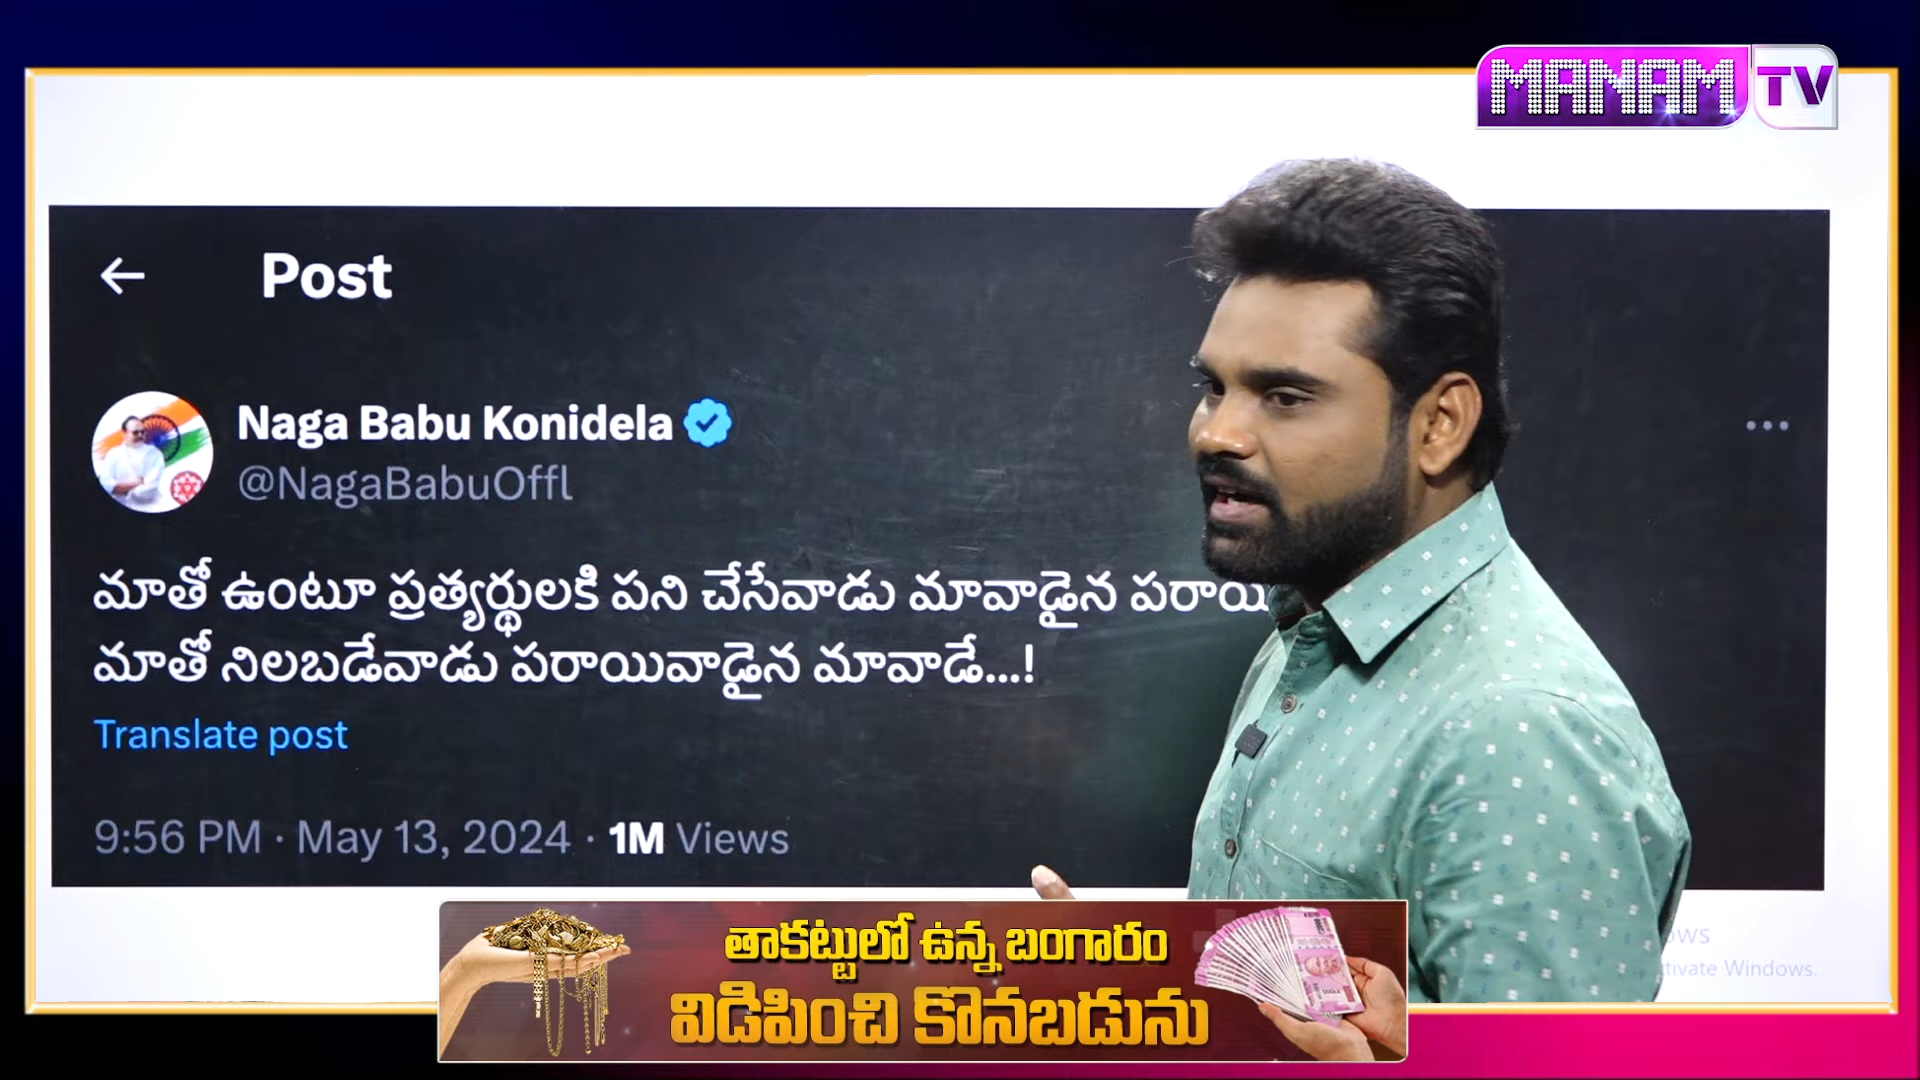 MANAM TV
Post
Naga Babu Konidela
@NagaBabuOffl
మాతో ఉంటూ ప్రత్యర్థులకి పని చేసేవాడు మావాడైన
మాతో నిలబడేవాడు పరాయివాడైన మావాడే...!
Translate post
9:56 PM · May 13, 2024 · 1M Views
తాకట్టులో ఉన్న బంగారం
విడిపించి కొనబడును
Windows.